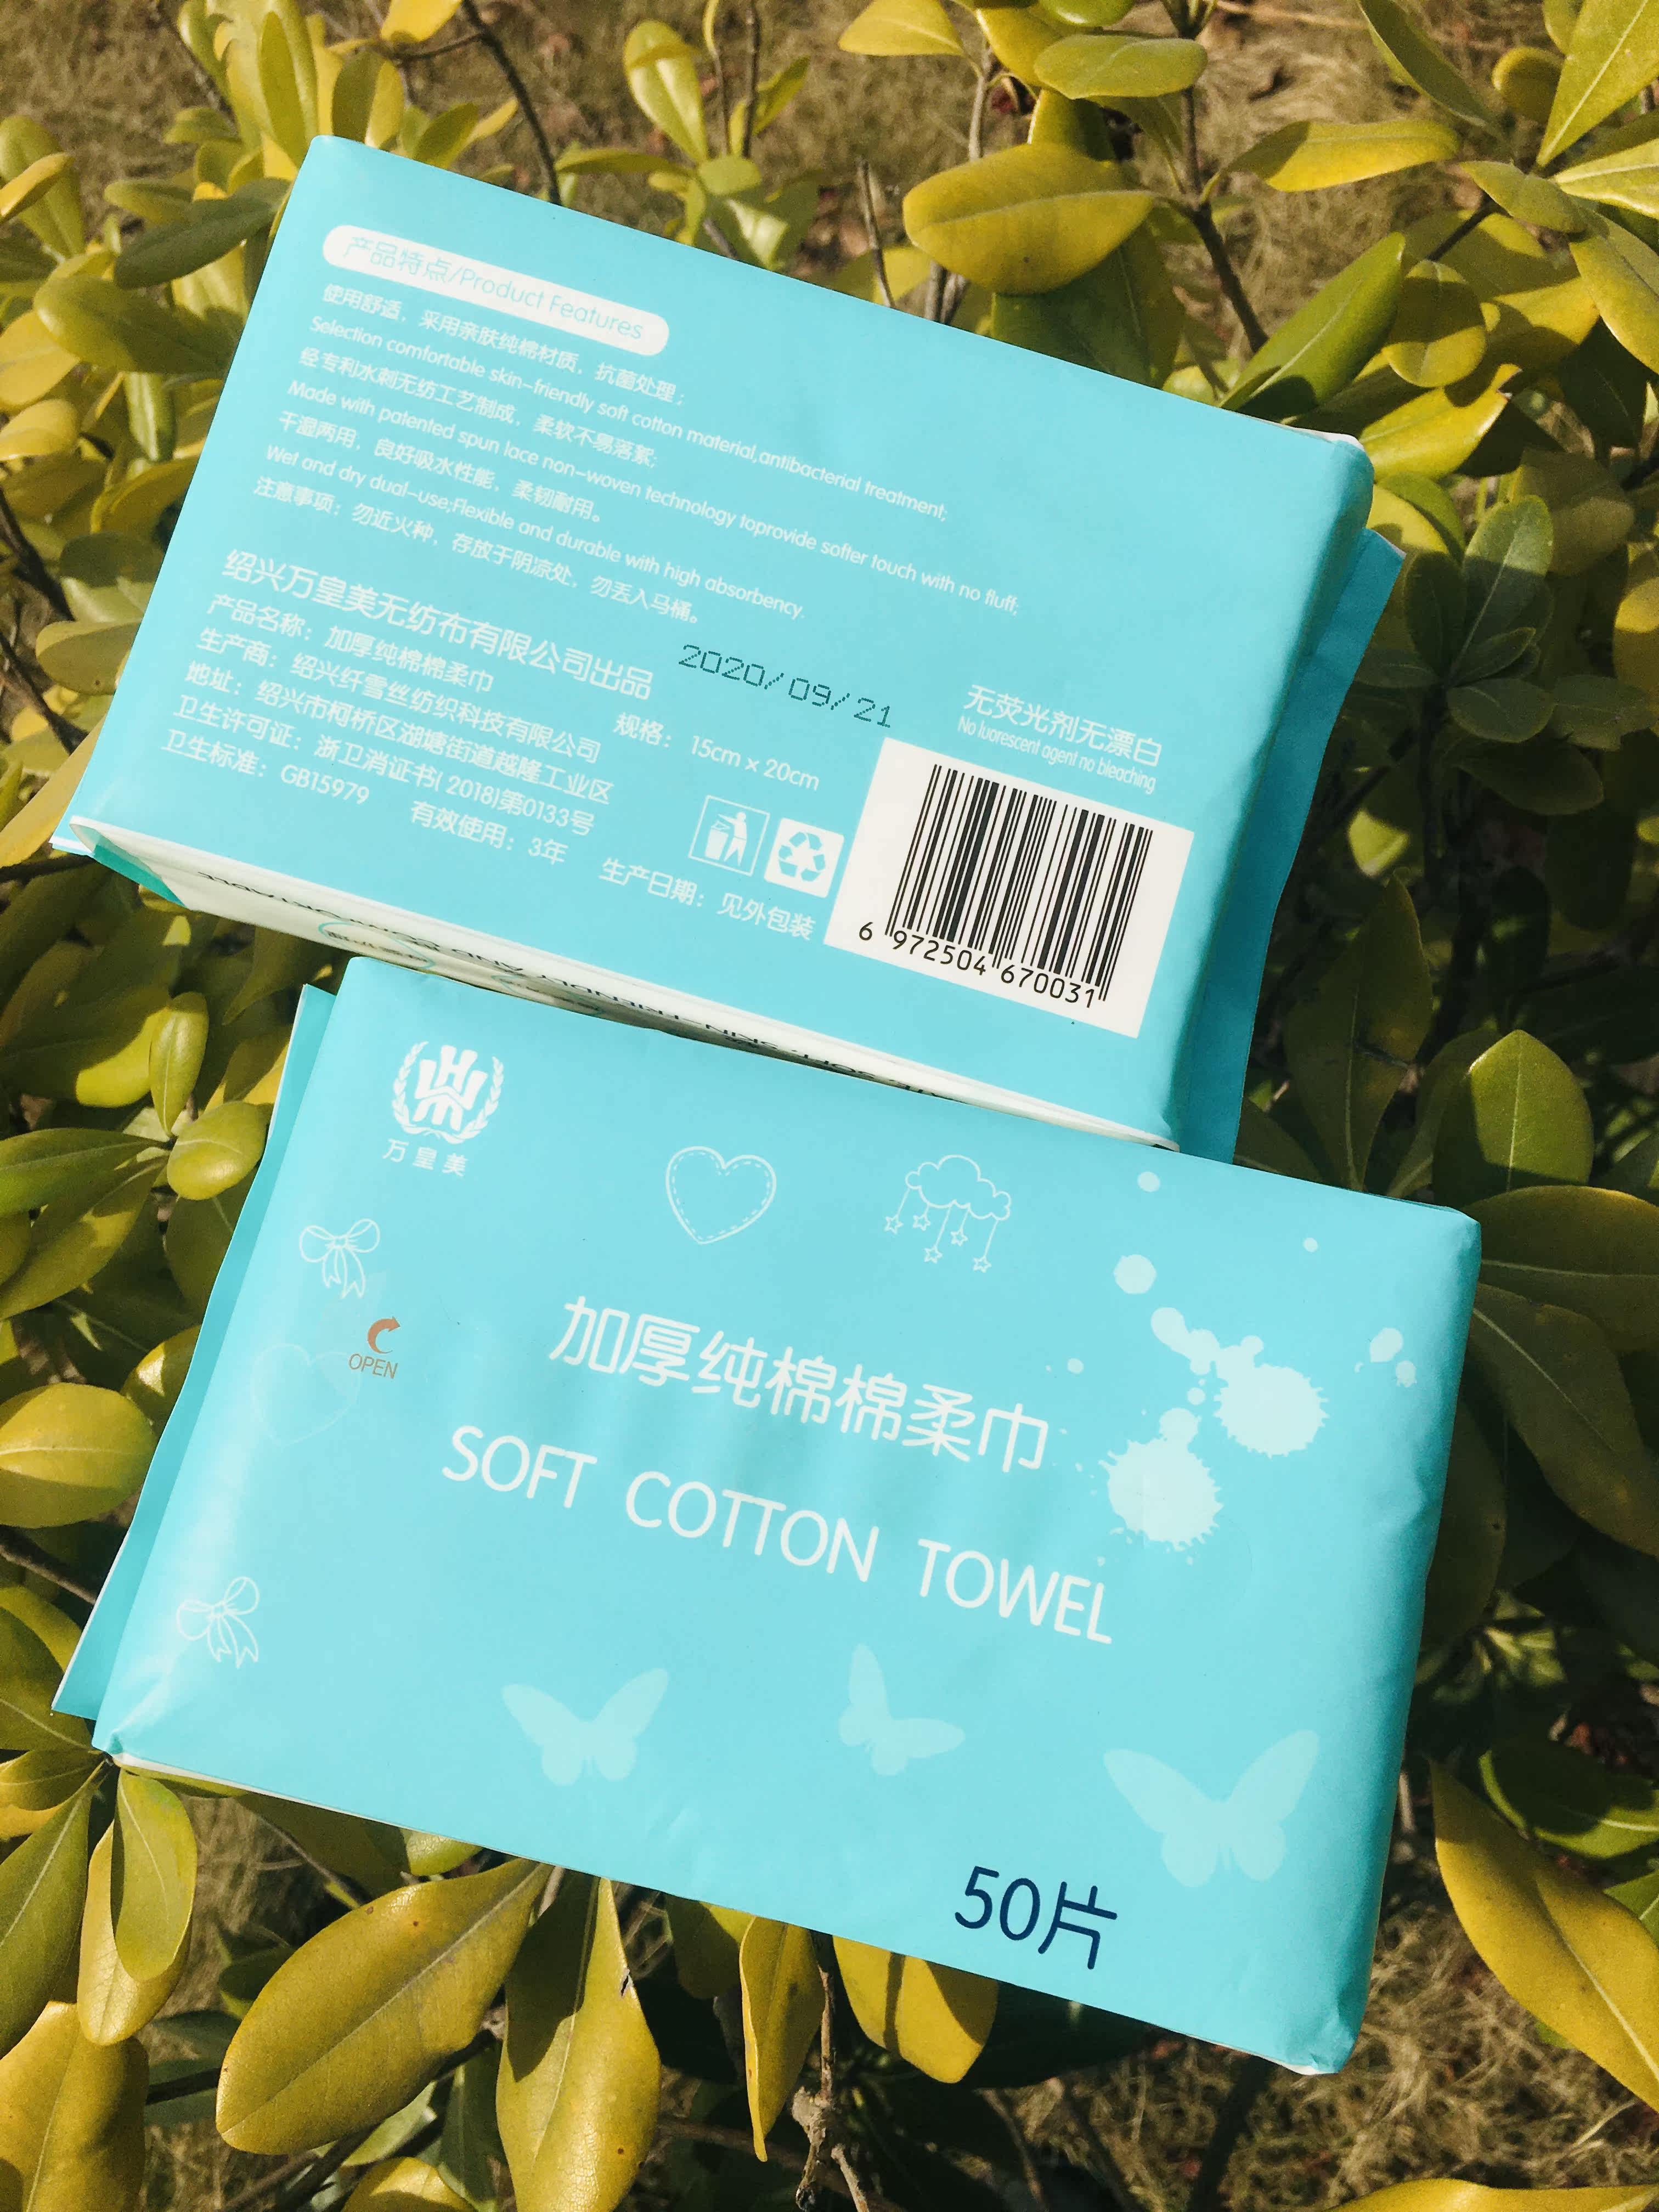 产品特点/Product Features
使用舒适，采用亲肤纯棉材质，抗菌处理；
Selection comfortable skin-friendly soft cotton material,antibacterial treatment;
经专利水刺无纺工艺制成，柔软不易落絮;
Made with patented spun lace non-woven technology toprovide softer touch with no fluff;
干湿两用，良好吸水性能，柔韧耐用。
Wet and dry dual-use;Flexible and durable with high absorbency.
注意事项：勿近火种，存放于阴凉处，勿丢入马桶。
绍兴万皇美无纺布有限公司出品
2020/09/21
产品名称：加厚纯棉棉柔巾
规格：15cm x 20cm
生产商：绍兴纤雪丝纺织科技有限公司
地址：绍兴市柯桥区湖塘街道越隆工业区
卫生许可证：浙卫消证书(2018)第0133号
卫生标准：GB15979
有效使用：3年
生产日期：见外包装
无荧光剂无漂白
No luorescent agenl no bleaching
6 972504 670031
万皇美
OPEN
加厚纯棉棉柔巾
SOFT COTTON TOWEL
50片